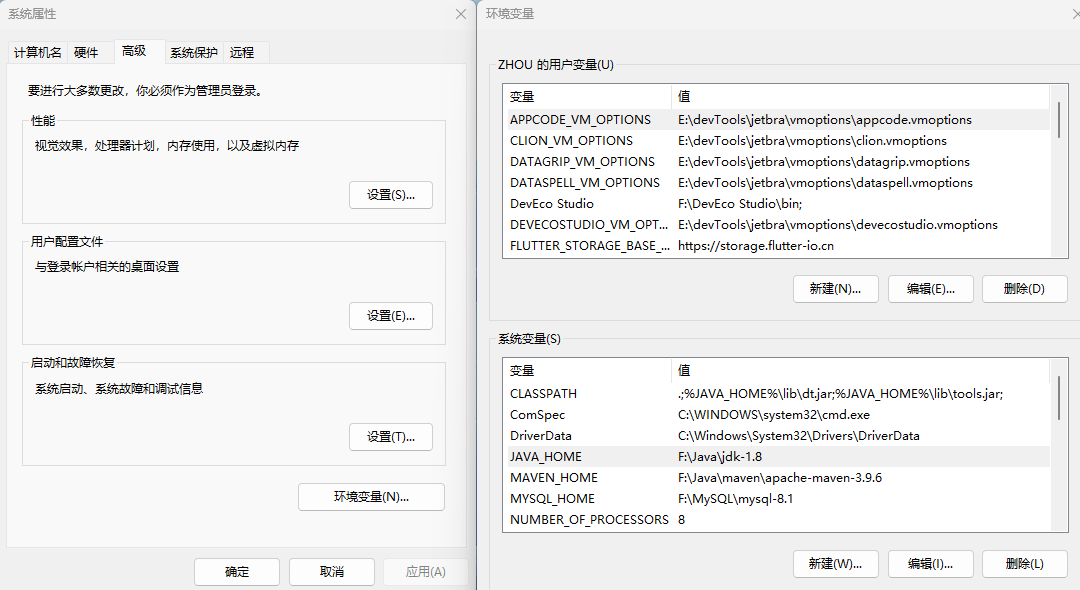 系统属性
计算机名 硬件 高级 系统保护 远程
要进行大多数更改，你必须作为管理员登录。
性能
视觉效果，处理器计划，内存使用，以及虚拟内存
设置(S)...
用户配置文件
与登录帐户相关的桌面设置
设置(E)...
启动和故障恢复
系统启动、系统故障和调试信息
设置(T)...
环境变量(N)...
确定 取消 应用(A)
环境变量
ZHOU 的用户变量(U)
变量 值
APPCODE_VM_OPTIONS E:\devTools\jetbra\vmoptions\appcode.vmoptions
CLION_VM_OPTIONS E:\devTools\jetbra\vmoptions\clion.vmoptions
DATAGRIP_VM_OPTIONS E:\devTools\jetbra\vmoptions\datagrip.vmoptions
DATASPELL_VM_OPTIONS E:\devTools\jetbra\vmoptions\dataspell.vmoptions
DevEco Studio F:\DevEco Studio\bin;
DEVECOSTUDIO_VM_OPT... E:\devTools\jetbra\vmoptions\devecostudio.vmoptions
FLUTTER_STORAGE_BASE_... https://storage.flutter-io.cn
新建(N)... 编辑(E)... 删除(D)
系统变量(S)
变量 值
CLASSPATH .;%JAVA_HOME%\lib\dt.jar;%JAVA_HOME%\lib\tools.jar;
ComSpec C:\WINDOWS\system32\cmd.exe
DriverData C:\Windows\System32\Drivers\DriverData
JAVA_HOME F:\Java\jdk-1.8
MAVEN_HOME F:\Java\maven\apache-maven-3.9.6
MYSQL_HOME F:\MySQL\mysql-8.1
NUMBER_OF_PROCESSORS 8
新建(W)... 编辑(I)... 删除(L)